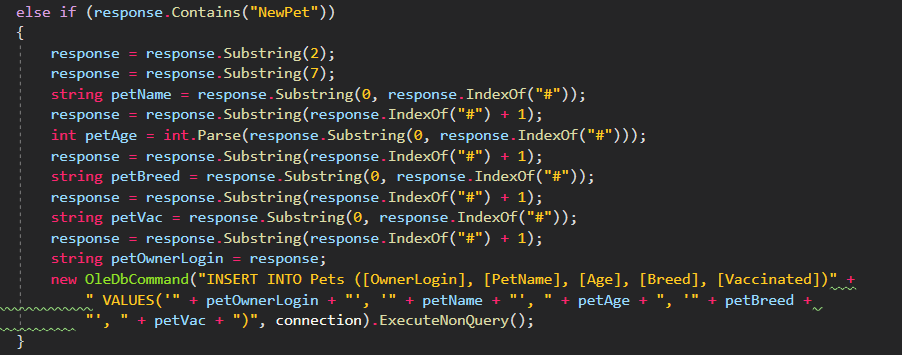 else if (response.Contains("NewPet"))
{
response = response.Substring(2);
response = response.Substring(7);
string petName = response.Substring(0, response.IndexOf("#"));
response = response.Substring(response.IndexOf("#") + 1);
int petAge = int.Parse(response.Substring(0, response.IndexOf("#")));
response = response.Substring(response.IndexOf("#") + 1);
string petBreed = response.Substring(0, response.IndexOf("#"));
response = response.Substring(response.IndexOf("#") + 1);
string petVac = response.Substring(0, response.IndexOf("#"));
response = response.Substring(response.IndexOf("#") + 1);
string petOwnerLogin = response;
new OleDbCommand("INSERT INTO Pets ([OwnerLogin], [PetName], [Age], [Breed], [Vaccinated])" +
" VALUES('" + petOwnerLogin + "', '" + petName + "', " + petAge + ", '" + petBreed +
"', " + petVac + ")", connection).ExecuteNonQuery();
}